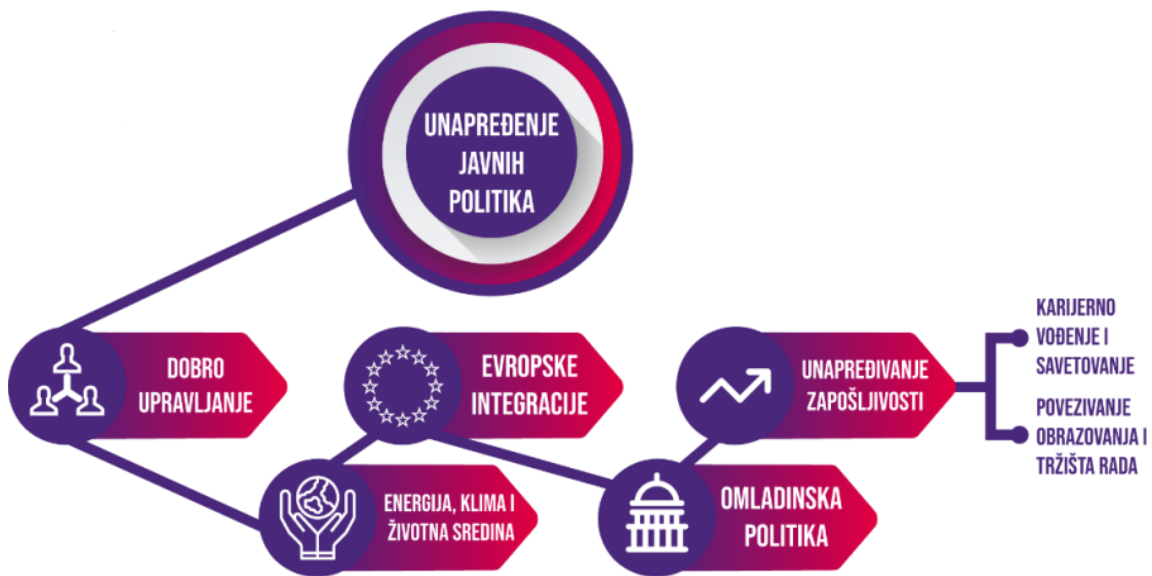 UNAPREĐENJE
JAVNIH
POLITIKA
DOBRO
UPRAVLJANJE
ENERGIJA, KLIMA I
ŽIVOTNA SREDINA
EVROPSKE
INTEGRACIJE
OMLADINSKA
POLITIKA
UNAPREĐIVANJE
ZAPOŠLJIVOSTI
KARIJERNO
VOĐENJE I
SAVETOVANJE
POVEZIVANJE
OBRAZOVANJA I
TRŽIŠTA RADA